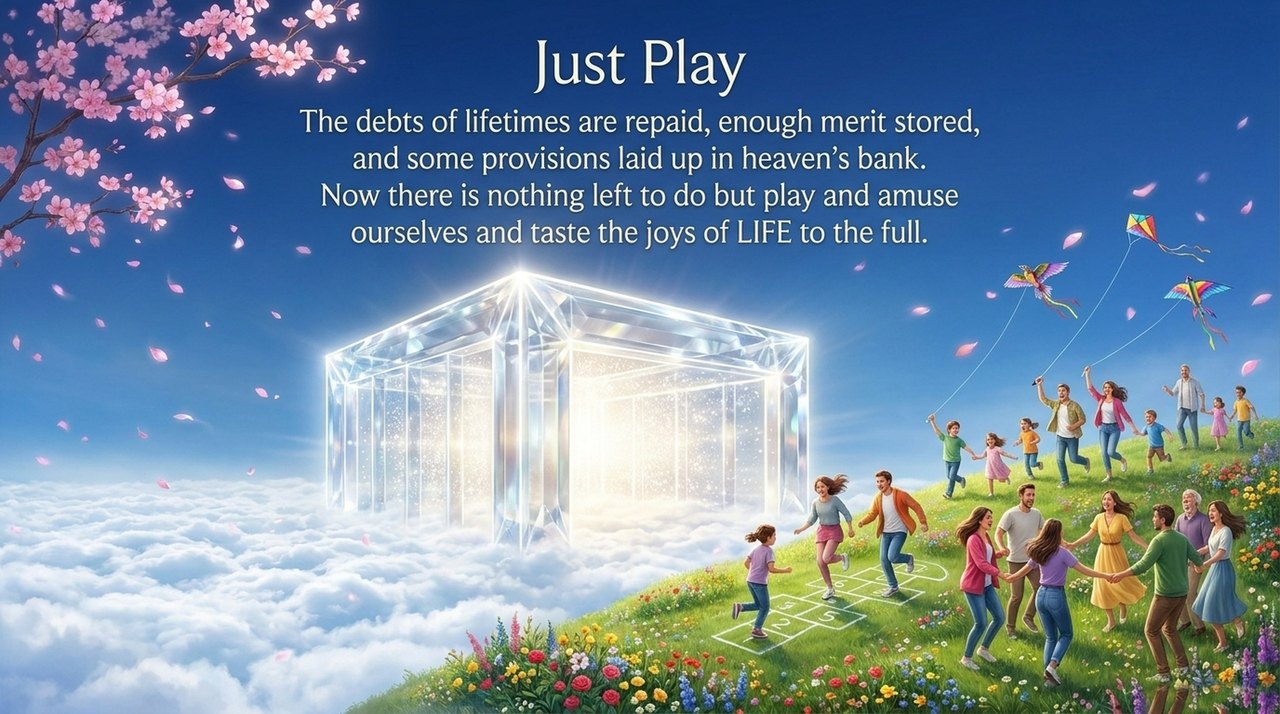 Just Play
The debts of lifetimes are repaid, enough merit stored,
and some provisions laid up in heaven’s bank.
Now there is nothing left to do but play and amuse
ourselves and taste the joys of LIFE to the full.